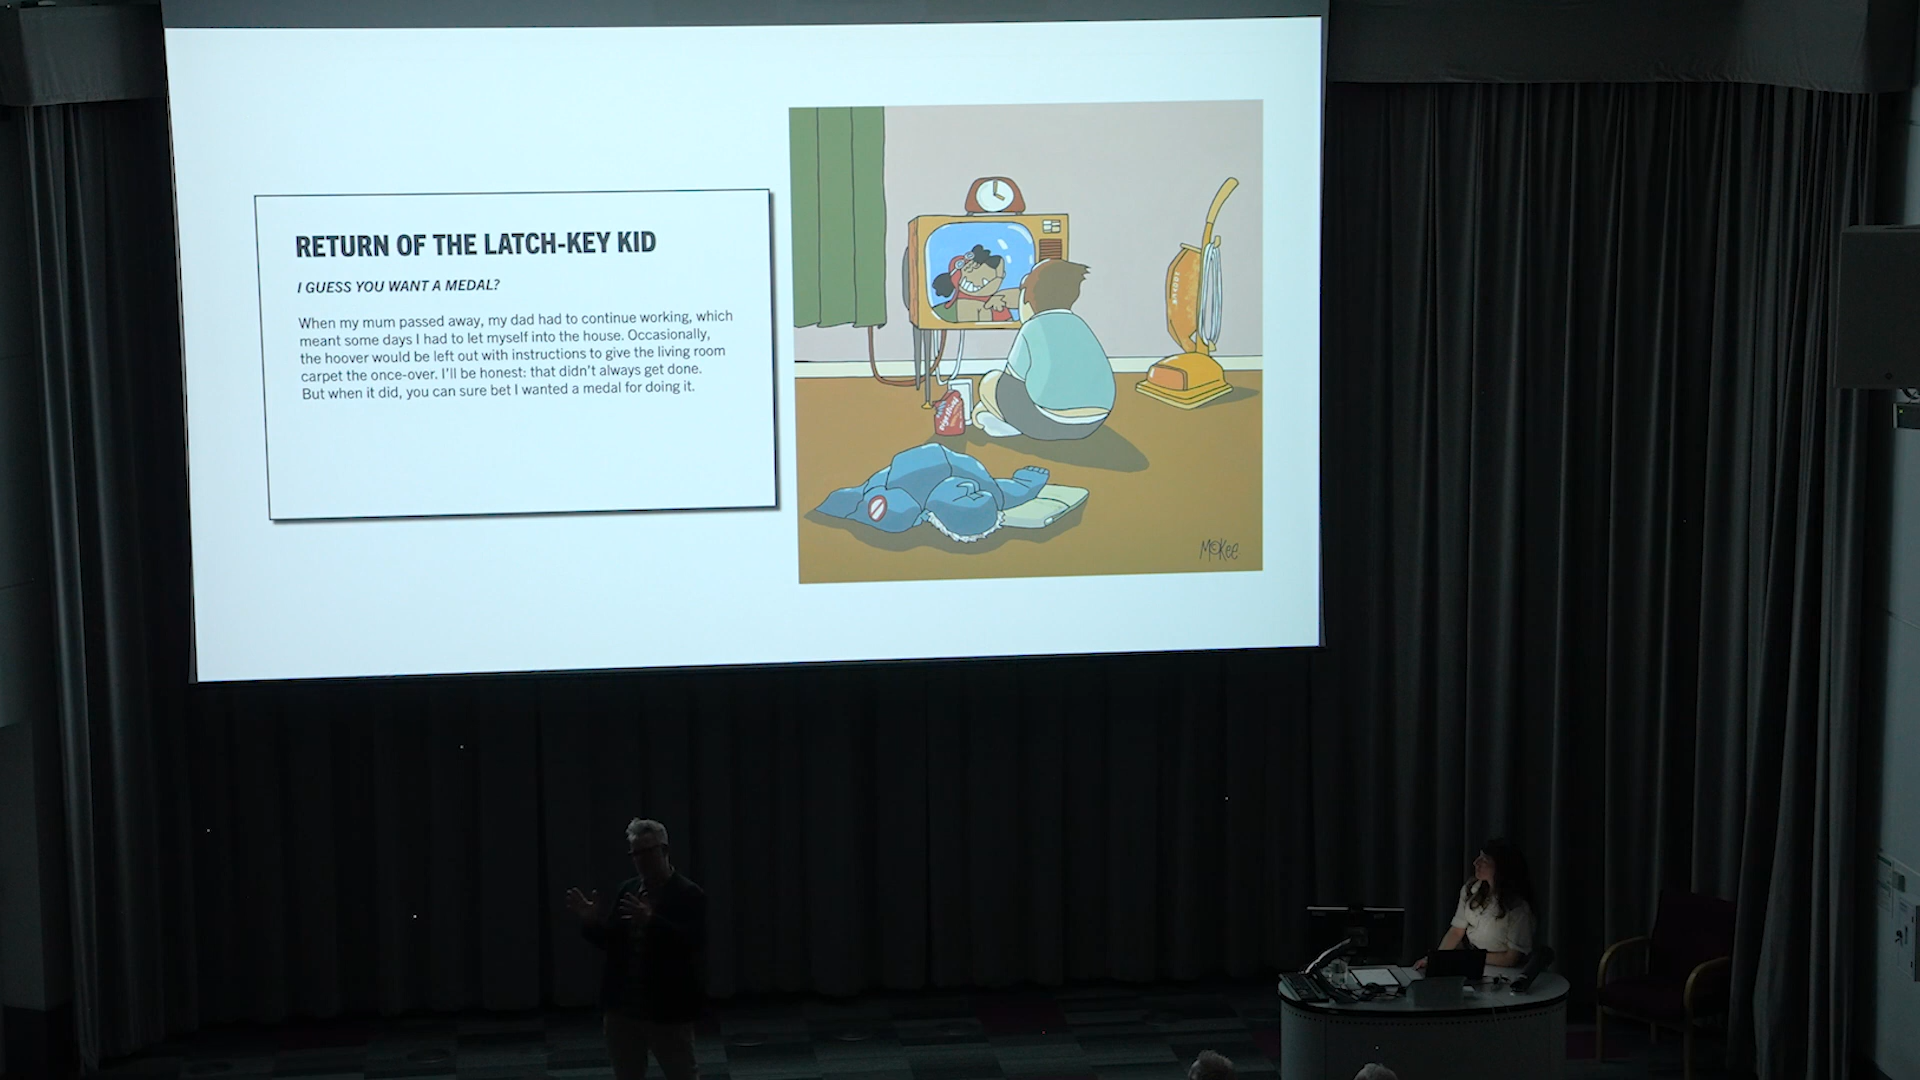 RETURN OF THE LATCH-KEY KID
I GUESS YOU WANT A MEDAL?
When my mum passed away, my dad had to continue working, which
meant some days I had to let myself into the house. Occasionally,
the hoover would be left out with instructions to give the living room
carpet the once-over. I'll be honest: that didn't always get done.
But when it did, you can sure bet I wanted a medal for doing it.
McKee